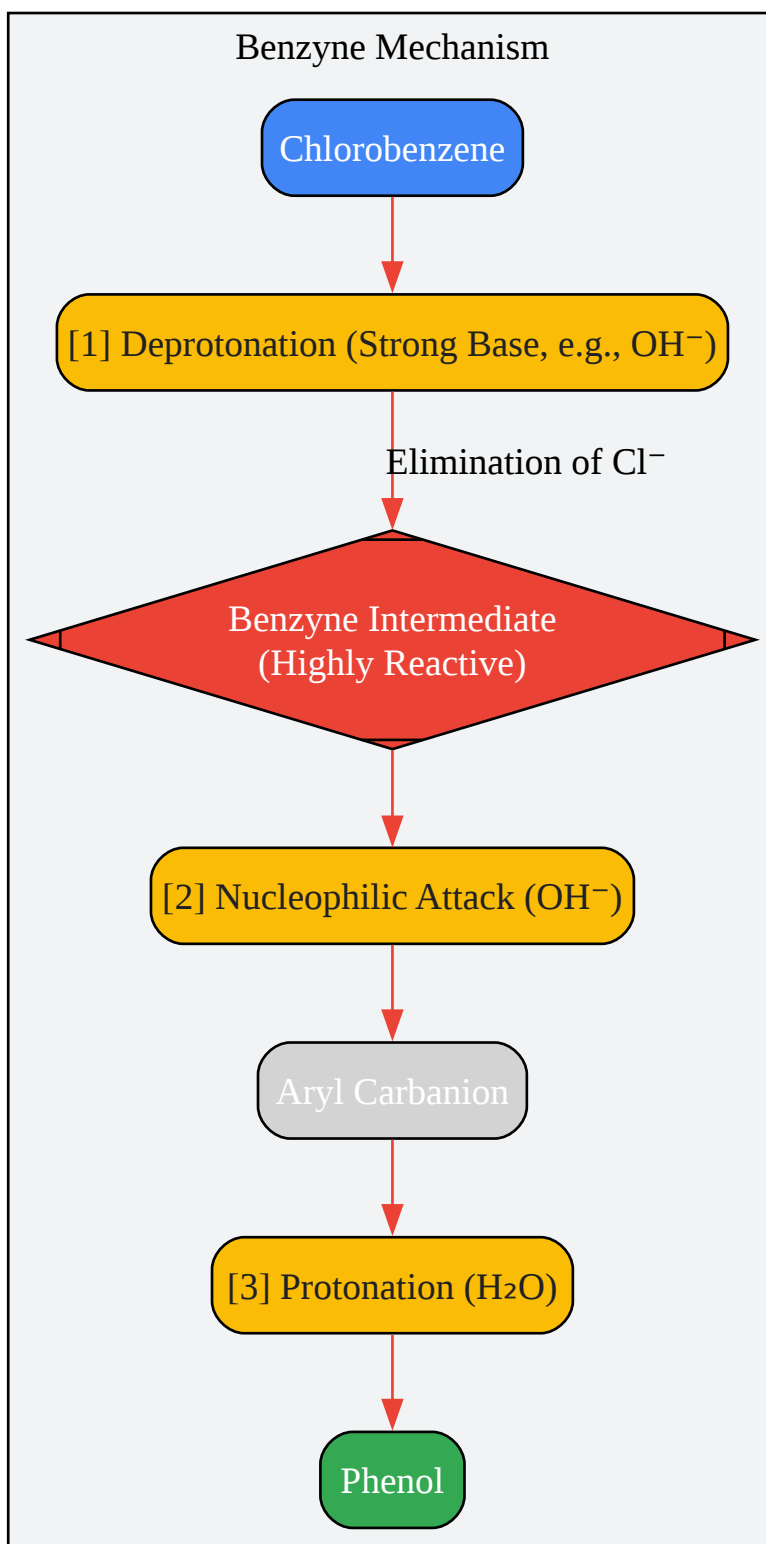 Benzyne Mechanism
Chlorobenzene
[1] Deprotonation (Strong Base, e.g., OH⁻)
Elimination of Cl⁻
Benzyne Intermediate
(Highly Reactive)
[2] Nucleophilic Attack (OH⁻)
Aryl Carbanion
[3] Protonation (H₂O)
Phenol